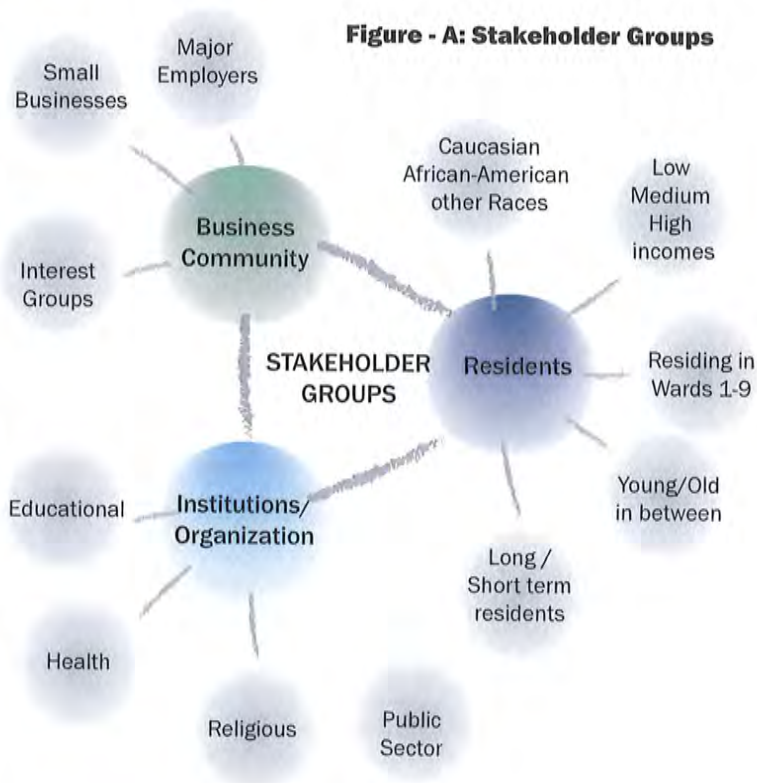 Figure - A: Stakeholder Groups
Small
Businesses
Major
Employers
Interest
Groups
Business
Community
Caucasian
African-American
other Races
Low
Medium
High
incomes
STAKEHOLDER
GROUPS
Residents
Residing in
Wards 1-9
Young/Old
in between
Long /
Short term
residents
Institutions/
Organization
Educational
Health
Religious
Public
Sector